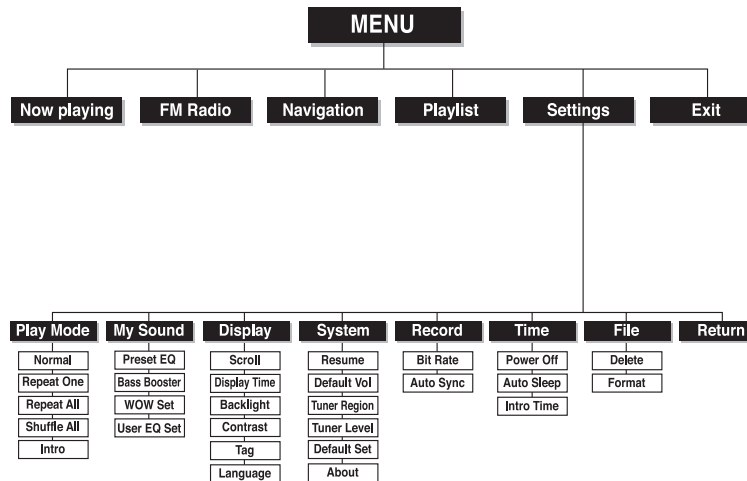 MENU
Now playing
FM Radio
Navigation
Playlist
Settings
Exit
Play Mode
Normal
Repeat One
Repeat All
Shuffle All
Intro
My Sound
Preset EQ
Bass Booster
WOW Set
User EQ Set
Display
Scroll
Display Time
Backlight
Contrast
Tag
Language
System
Resume
Default Vol
Tuner Region
Tuner Level
Default Set
About
Record
Bit Rate
Auto Sync
Time
Power Off
Auto Sleep
Intro Time
File
Delete
Format
Return